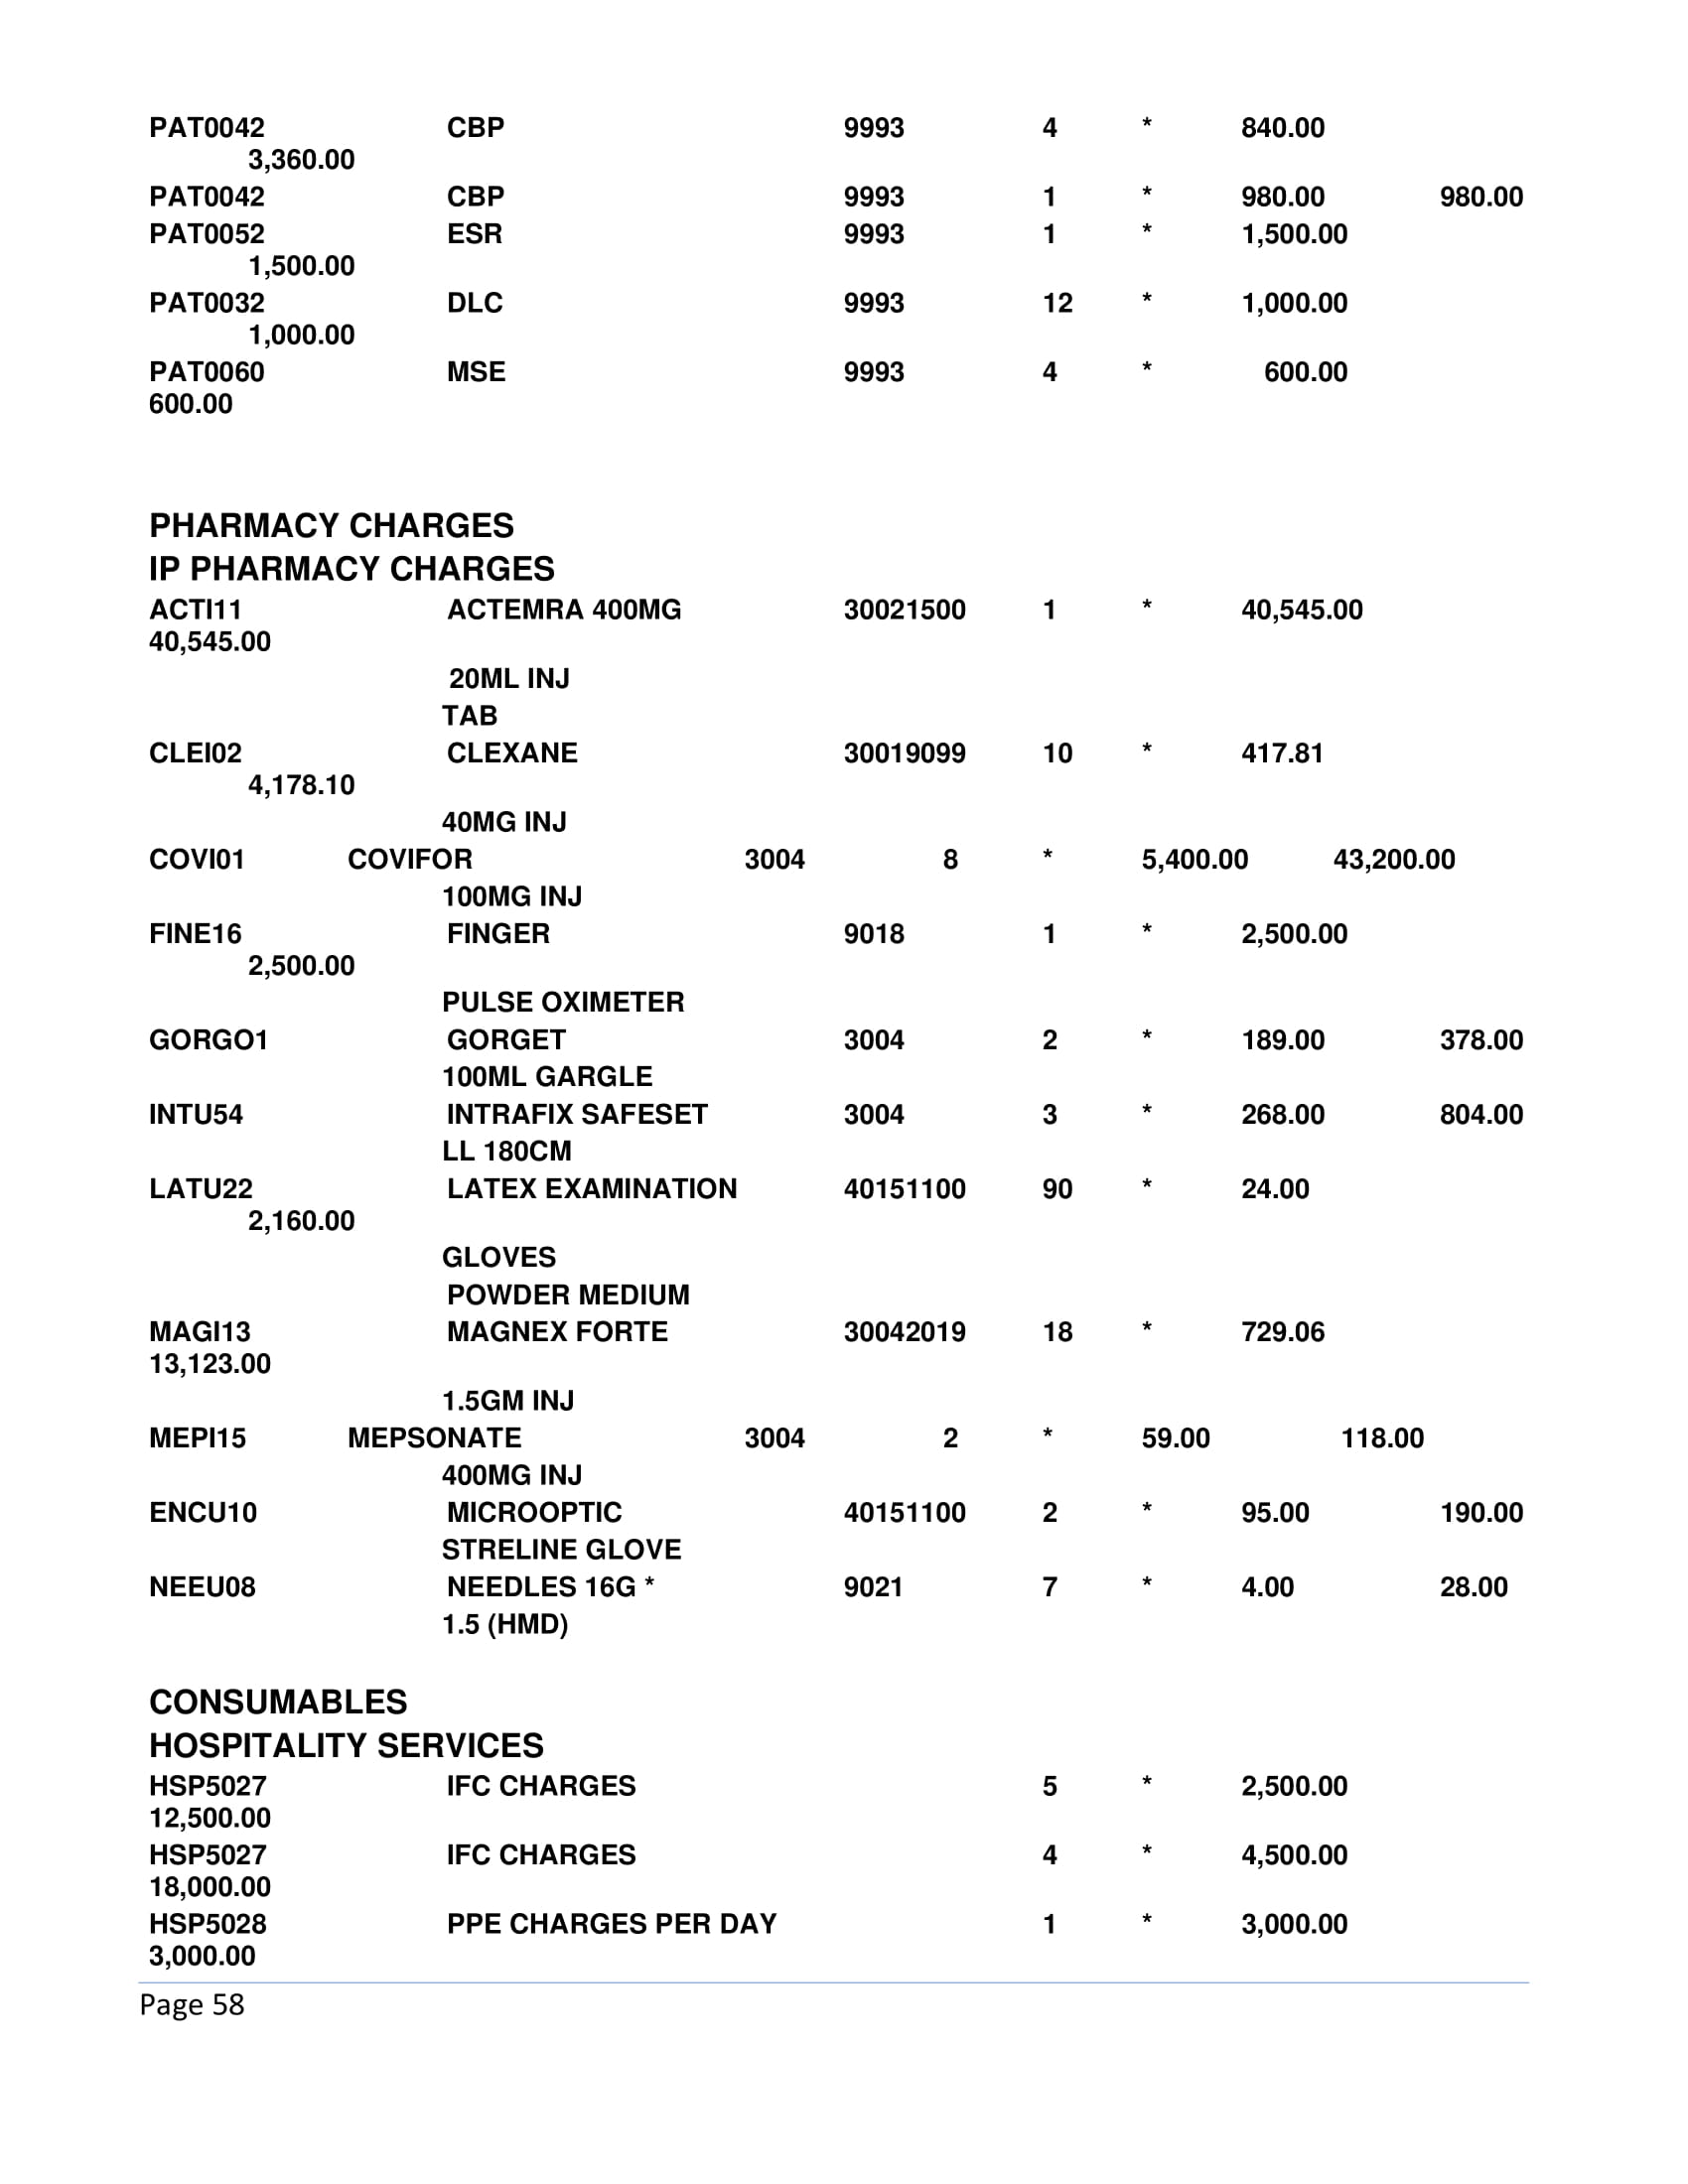 PAT0042 CBP 9993 4 * 840.00
3,360.00
PAT0042 CBP 9993 1 * 980.00 980.00
PAT0052 ESR 9993 1 * 1,500.00
1,500.00
PAT0032 DLC 9993 12 * 1,000.00
1,000.00
PAT0060 MSE 9993 4 * 600.00
600.00
PHARMACY CHARGES
IP PHARMACY CHARGES
ACTI11 ACTEMRA 400MG 30021500 1 * 40,545.00
40,545.00
20ML INJ
TAB
CLEI02 CLEXANE 30019099 10 * 417.81
4,178.10
40MG INJ
COVI01 COVIFOR 3004 8 * 5,400.00 43,200.00
100MG INJ
FINE16 FINGER 9018 1 * 2,500.00
2,500.00
PULSE OXIMETER
GORGO1 GORGET 3004 2 * 189.00 378.00
100ML GARGLE
INTU54 INTRAFIX SAFESET 3004 3 * 268.00 804.00
LL 180CM
LATU22 LATEX EXAMINATION 40151100 90 * 24.00
2,160.00
GLOVES
POWDER MEDIUM
MAGI13 MAGNEX FORTE 30042019 18 * 729.06
13,123.00
1.5GM INJ
MEPI15 MEPSONATE 3004 2 * 59.00 118.00
400MG INJ
ENCU10 MICROOPTIC 40151100 2 * 95.00 190.00
STRELINE GLOVE
NEEU08 NEEDLES 16G * 9021 7 * 4.00 28.00
1.5 (HMD)
CONSUMABLES
HOSPITALITY SERVICES
HSP5027 IFC CHARGES 5 * 2,500.00
12,500.00
HSP5027 IFC CHARGES 4 * 4,500.00
18,000.00
HSP5028 PPE CHARGES PER DAY 1 * 3,000.00
3,000.00
Page 58